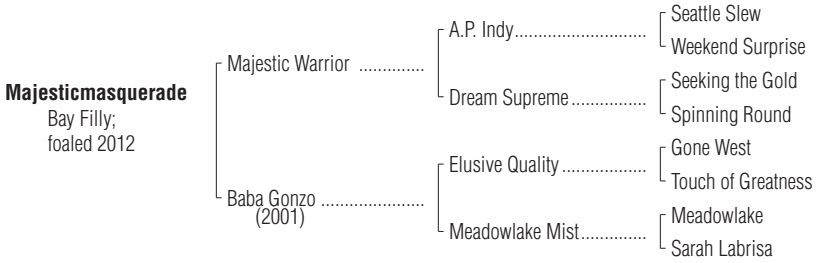 Majesticmasquerade
Bay Filly;
foaled 2012
Majestic Warrior ..............
Baba Gonzo ......................
(2001)
A.P. Indy............................
Dream Supreme................
Elusive Quality ..................
Meadowlake Mist..............
Seattle Slew
Weekend Surprise
Seeking the Gold
Spinning Round
Gone West
Touch of Greatness
Meadowlake
Sarah Labrisa